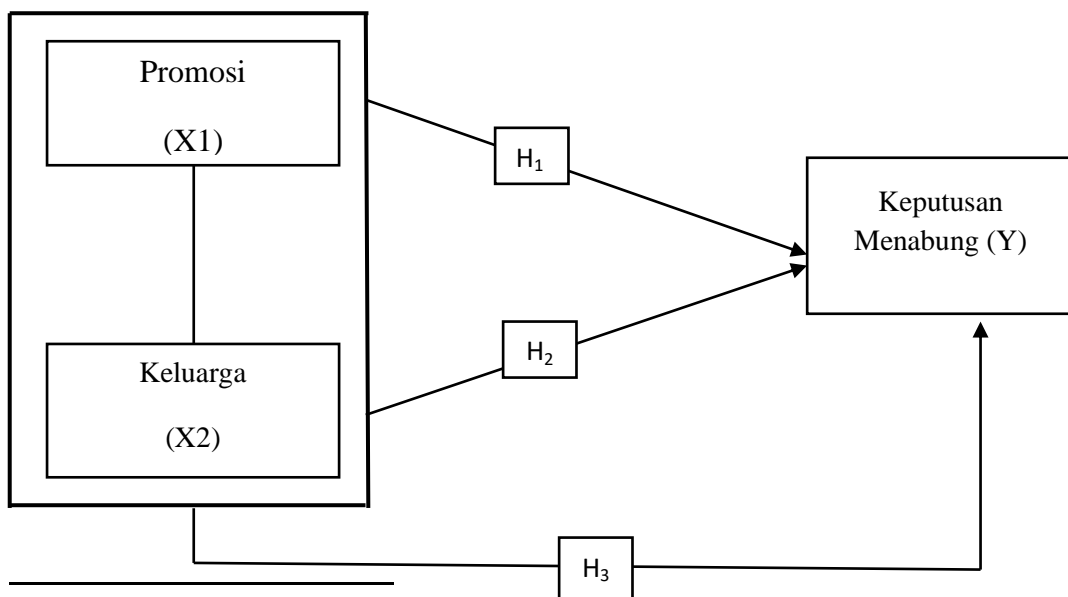 Promosi
(X1)
H₁
Keputusan
Menabung (Y)
H₂
Keluarga
(X2)
H₃